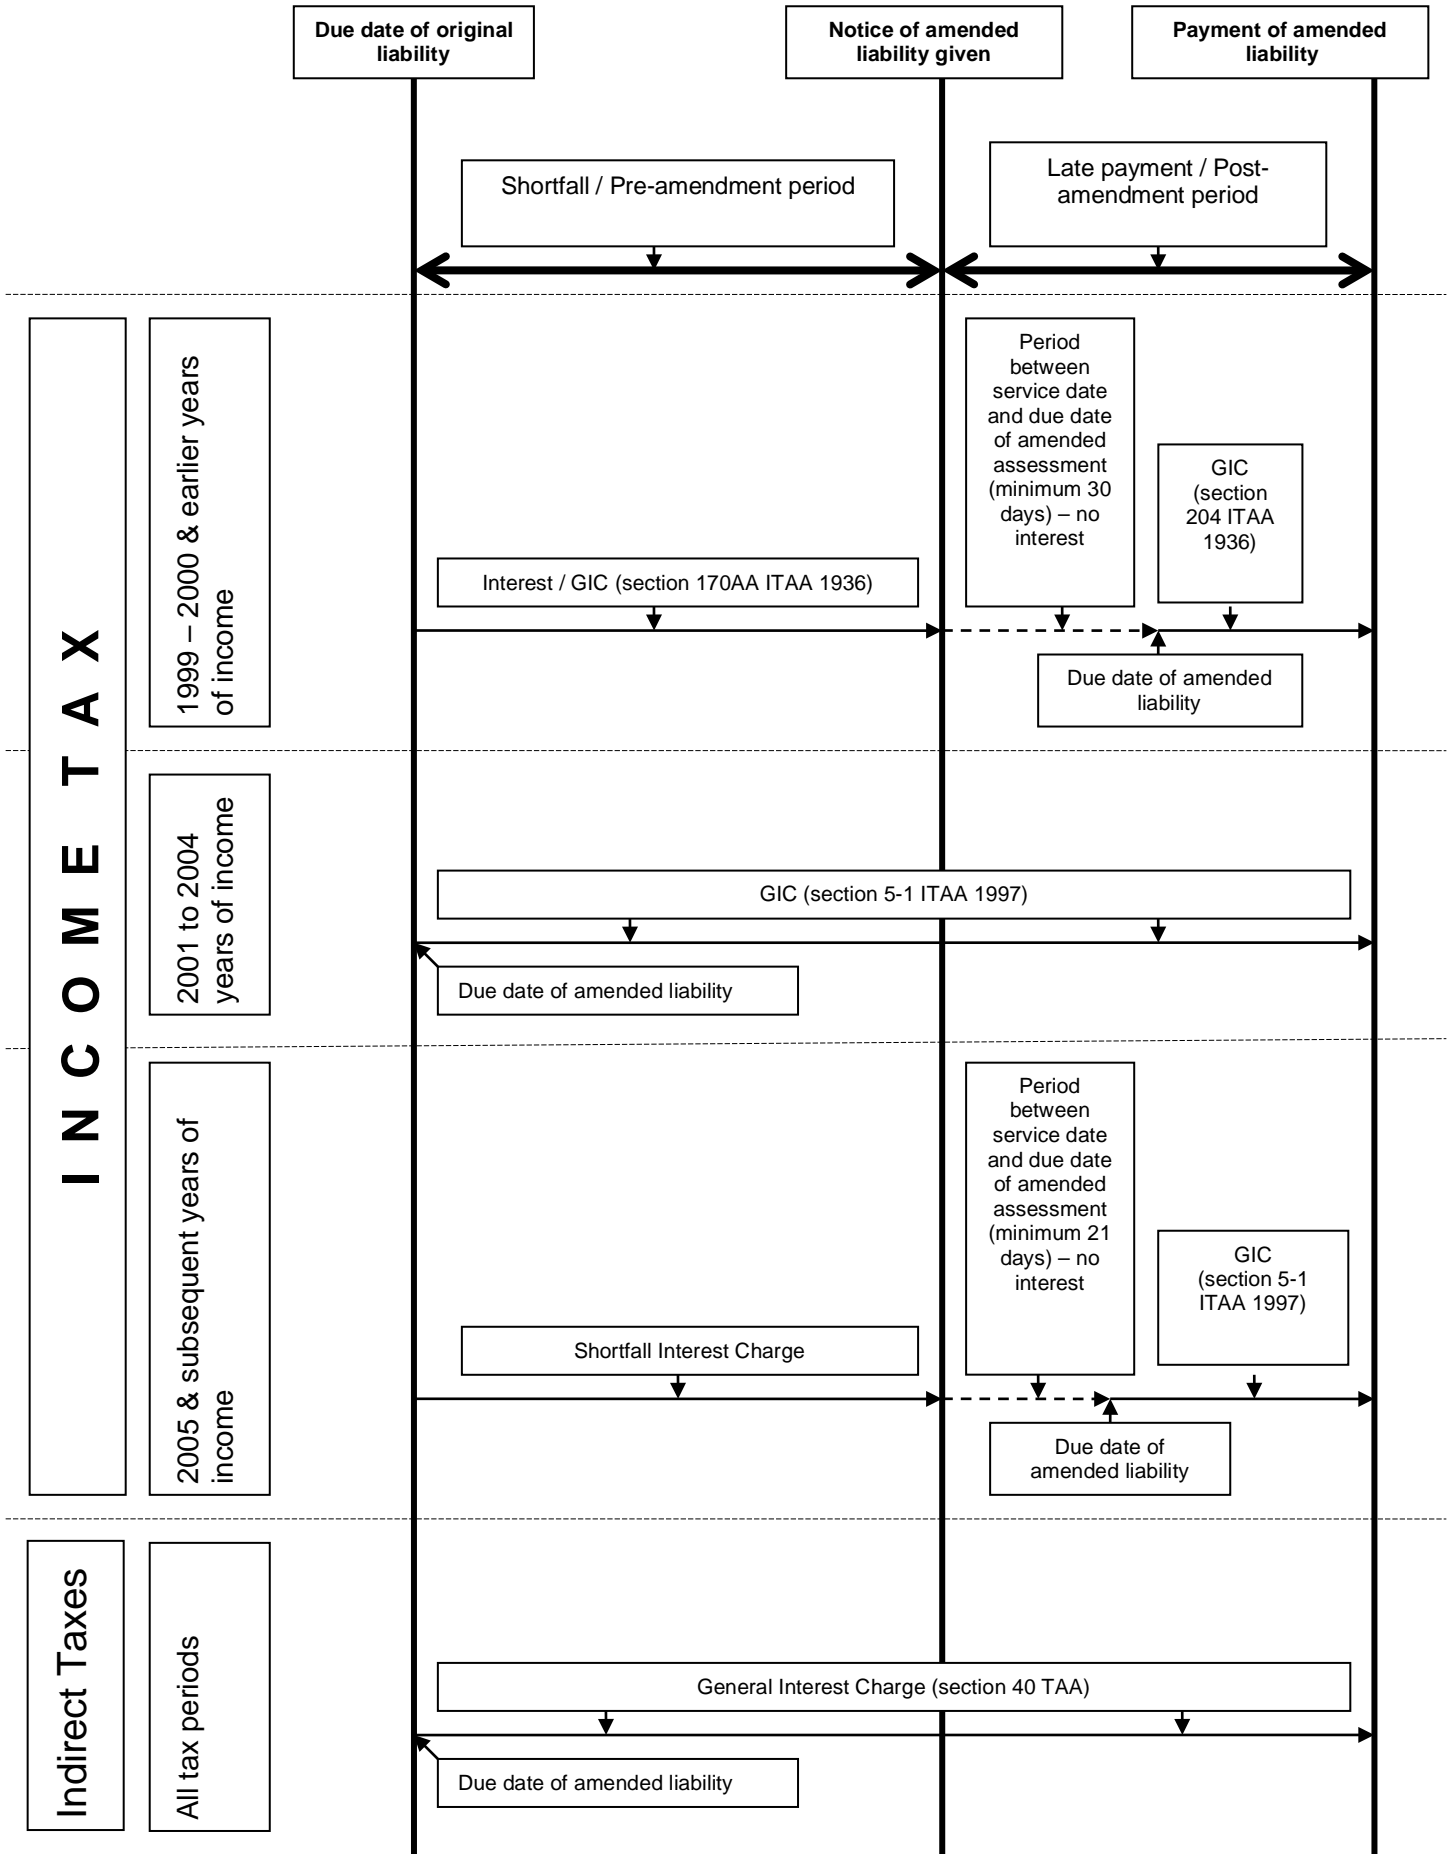 Due date of original
liability
Notice of amended
liability given
Payment of amended
liability
Shortfall / Pre-amendment period
Late payment / Post-
amendment period
INCOME TAX
1999 – 2000 & earlier years
of income
Interest / GIC (section 170AA ITAA 1936)
Period
between
service date
and due date
of amended
assessment
(minimum 30
days) – no
interest
GIC
(section
204 ITAA
1936)
Due date of amended
liability
2001 to 2004
years of income
GIC (section 5-1 ITAA 1997)
Due date of amended liability
2005 & subsequent years of
income
Shortfall Interest Charge
Period
between
service date
and due date
of amended
assessment
(minimum 21
days) – no
interest
GIC
(section 5-1
ITAA 1997)
Due date of
amended liability
Indirect Taxes
All tax periods
General Interest Charge (section 40 TAA)
Due date of amended liability